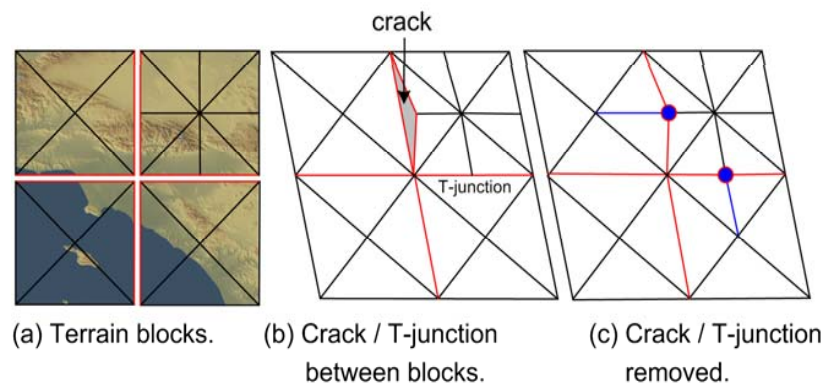 crack
T-junction
(a) Terrain blocks.
(b) Crack / T-junction
between blocks.
(c) Crack / T-junction
removed.